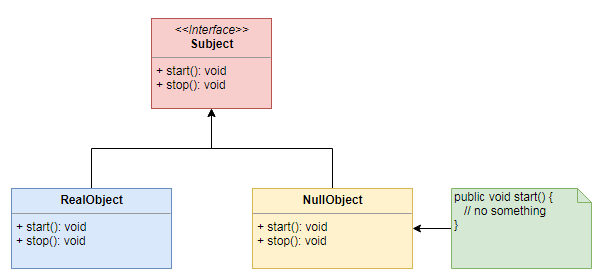 <<Interface>>
Subject
+ start(): void
+ stop(): void
RealObject
+ start(): void
+ stop(): void
NullObject
+ start(): void
+ stop(): void
public void start() {
// no something
}